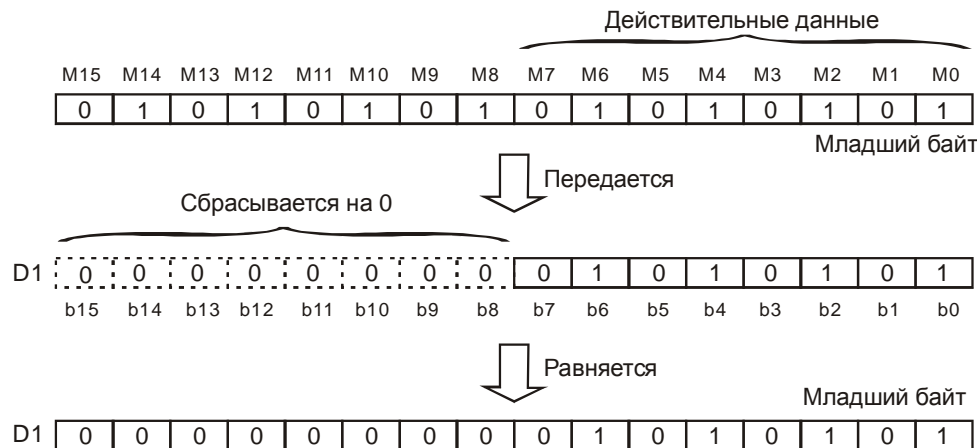 Действительные данные
M15 M14 M13 M12 M11 M10 M9 M8 M7 M6 M5 M4 M3 M2 M1 M0
0 1 0 1 0 1 0 1 0 1 0 1 0 1 0 1
Младший байт
Передается
Сбрасывается на 0
D1 0 0 0 0 0 0 0 0 0 1 0 1 0 1 0 1
b15 b14 b13 b12 b11 b10 b9 b8 b7 b6 b5 b4 b3 b2 b1 b0
Равняется
Младший байт
D1 0 0 0 0 0 0 0 0 0 1 0 1 0 1 0 1